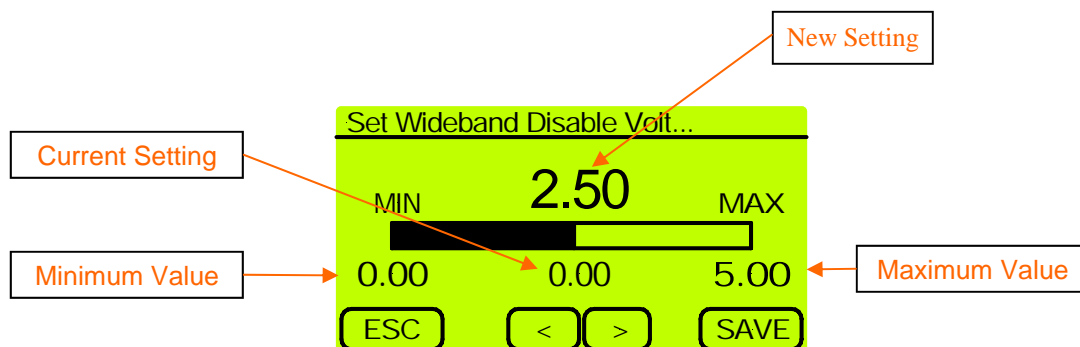 New Setting
Set Wideband Disable Volt...
Current Setting
2.50
MIN
MAX
Minimum Value
0.00
0.00
5.00
Maximum Value
ESC
<
>
SAVE